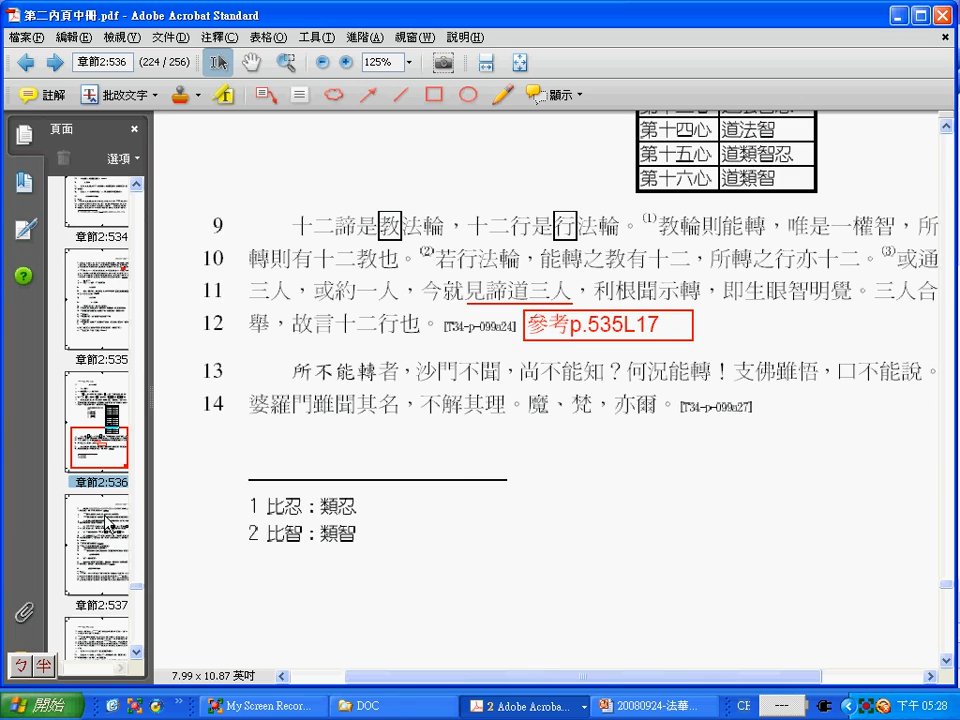 第二內頁中冊.pdf - Adobe Acrobat Standard
檔案(F) 編輯(E) 檢視(V) 文件(D) 注釋(C) 表格(O) 工具(T) 進階(A) 視窗(W) 說明(H)
章節2:536 (224 / 256) 125%
註解 批改文字 顯示
頁面
選項
章節2:534
章節2:535
章節2:536
章節2:537
第十四心 道法智
第十五心 道類智忍
第十六心 道類智
9 十二諦是教法輪,十二行是行法輪。(1)教輪則能轉,唯是一權智,所
10 轉則有十二教也。(2)若行法輪,能轉之教有十二,所轉之行亦十二。(3)或通
11 三人,或約一人,今就見諦道三人,利根聞示轉,即生眼智明覺。三人合
12 舉,故言十二行也。[T34-p-099a24] 參考p.535L17
13 所不能轉者,沙門不聞,尚不能知?何況能轉!支佛雖悟,口不能說。
14 婆羅門雖聞其名,不解其理。魔、梵,亦爾。[T34-p-099a27]
1 比忍:類忍
2 比智:類智
ㄅ 半
7.99 x 10.87 英吋
開始 My Screen Recor... DOC 2 Adobe Acroba... 20080924-法華... CE 下午 05:28